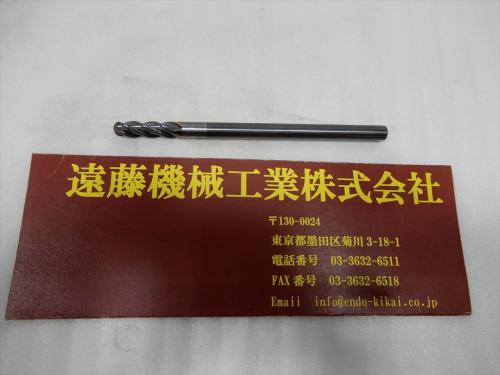 遠藤機械工業株式会社
〒130-0024
東京都墨田区菊川 3-18-1
電話番号 03-3632-6511
FAX 番号 03-3632-6518
Emaii info@endo-kikai.co.jp